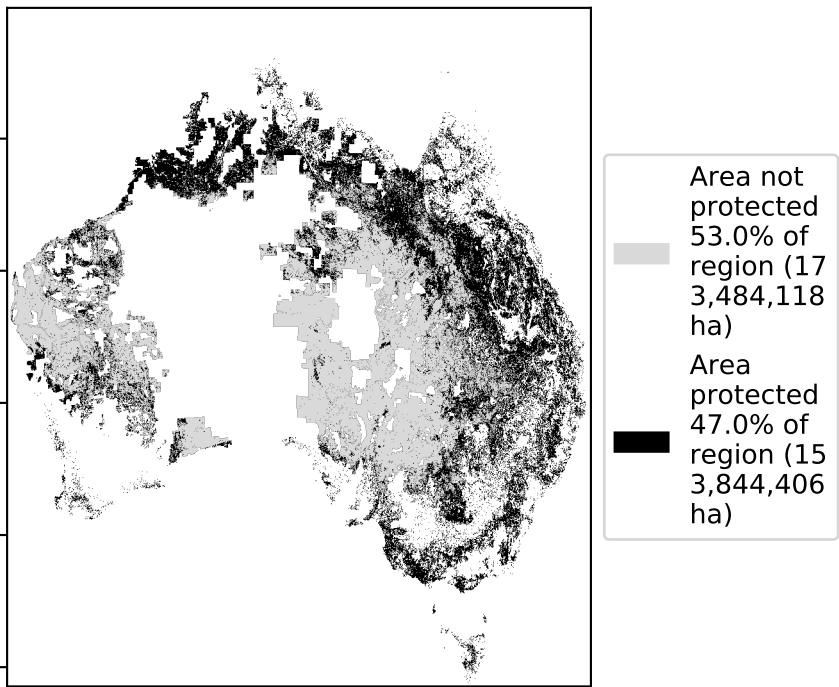 Area not
protected
53.0% of
region (17
3,484,118
ha)
Area
protected
47.0% of
region (15
3,844,406
ha)